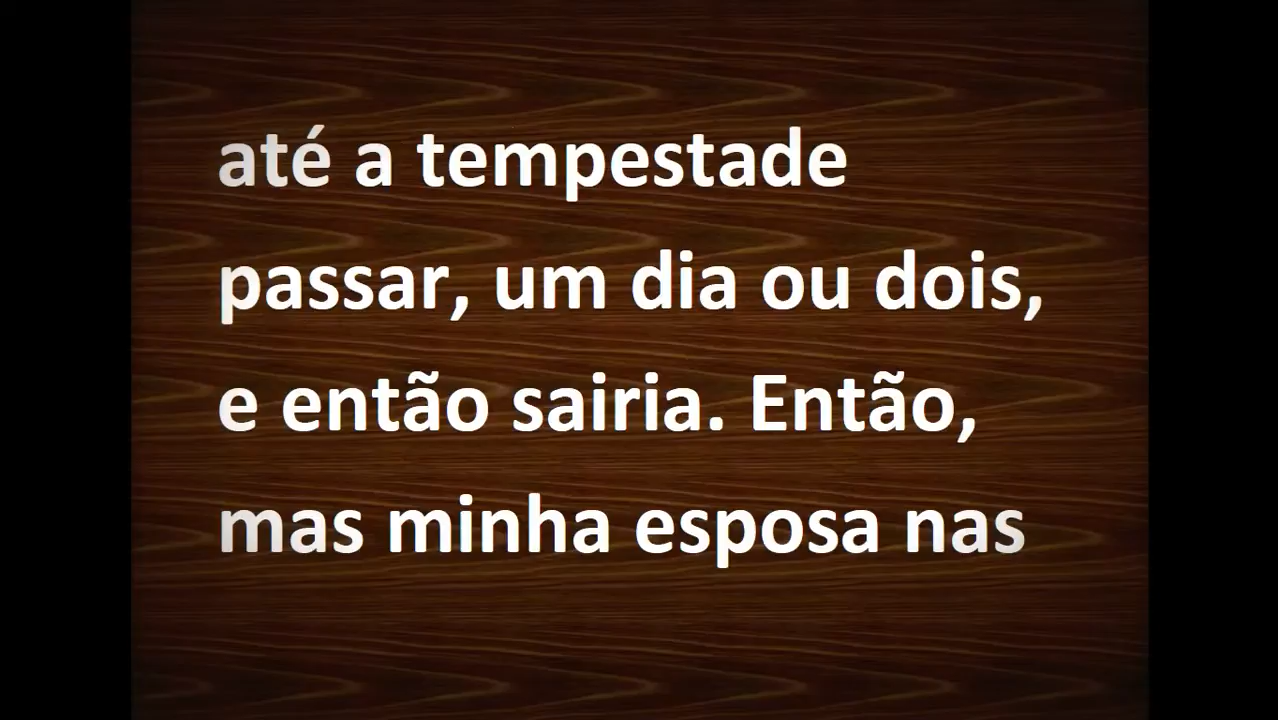 até a tempestade
passar, um dia ou dois,
e então sairia. Então,
mas minha esposa nas